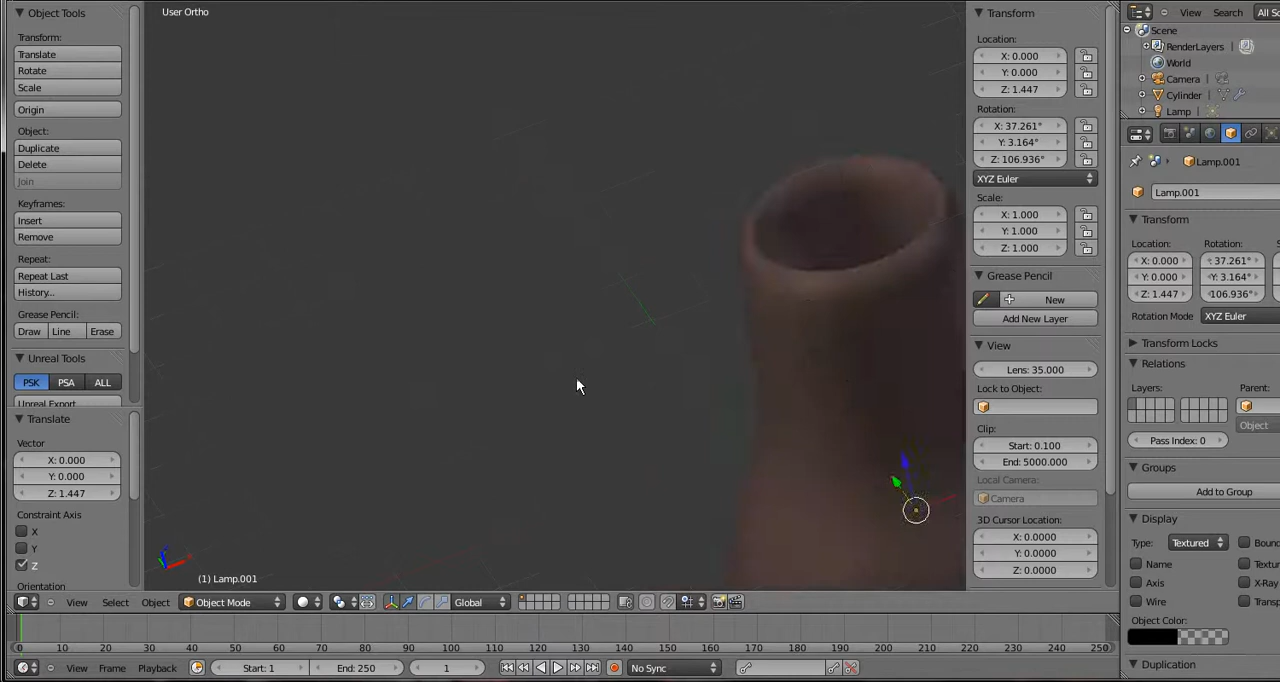 Object Tools
Transform:
Translate
Rotate
Scale
Origin
Object:
Duplicate
Delete
Join
Keyframes:
Insert
Remove
Repeat:
Repeat Last
History...
Grease Pencil:
Draw Line Erase
Unreal Tools
PSK PSA ALL
Unreal Export
Translate
Vector
X: 0.000
Y: 0.000
Z: 1.447
Constraint Axis
X
Y
Z
Orientation
User Ortho
(1) Lamp.001
View Select Object Object Mode Global
Transform
Location:
X: 0.000
Y: 0.000
Z: 1.447
Rotation:
X: 37.261°
Y: 3.164°
Z: 106.936°
XYZ Euler
Scale:
X: 1.000
Y: 1.000
Z: 1.000
Grease Pencil
New
Add New Layer
View
Lens: 35.000
Lock to Object:
Clip:
Start: 0.100
End: 5000.000
Local Camera:
Camera
3D Cursor Location:
X: 0.0000
Y: 0.0000
Z: 0.0000
View Search All Sc
Scene
RenderLayers
World
Camera
Cylinder
Lamp
Lamp.001
Lamp.001
Transform
Location: Rotation:
X: 0.000 37.261°
Y: 0.000 Y: 3.164°
Z: 1.447 106.936°
Rotation Mode XYZ Euler
Transform Locks
Relations
Layers: Parent:
Object
Pass Index: 0
Groups
Add to Group
Display
Type: Textured Boun
Name Textu
Axis X-Ray
Wire Transp
Object Color:
Duplication
0 10 20 30 40 50 60 70 80 90 100 110 120 130 140 150 160 170 180 190 200 210 220 230 240 250
View Frame Playback Start: 1 End: 250 1 No Sync